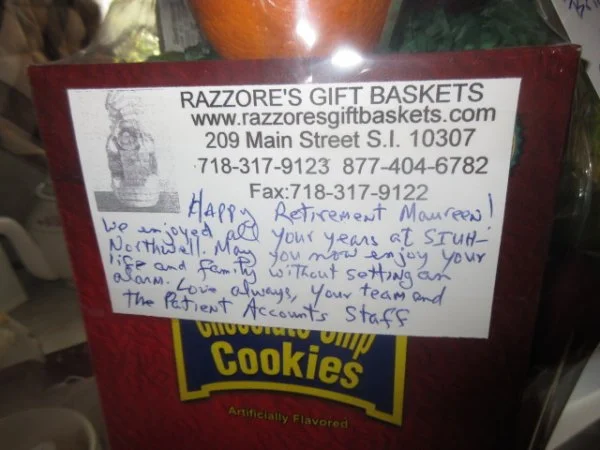 RAZZORE'S GIFT BASKETS
www.razzoresgiftbaskets.com
209 Main Street S.I. 10307
718-317-9123 877-404-6782
Fax:718-317-9122
HAPPY Retirement Maureen!
We enjoyed all your years at SIUH-
Northwell. May you now enjoy your
life and family without setting an
alarm. Love always, your team and
the Patient Accounts Staff
Chocolate Chip
Cookies
Artificially Flavored